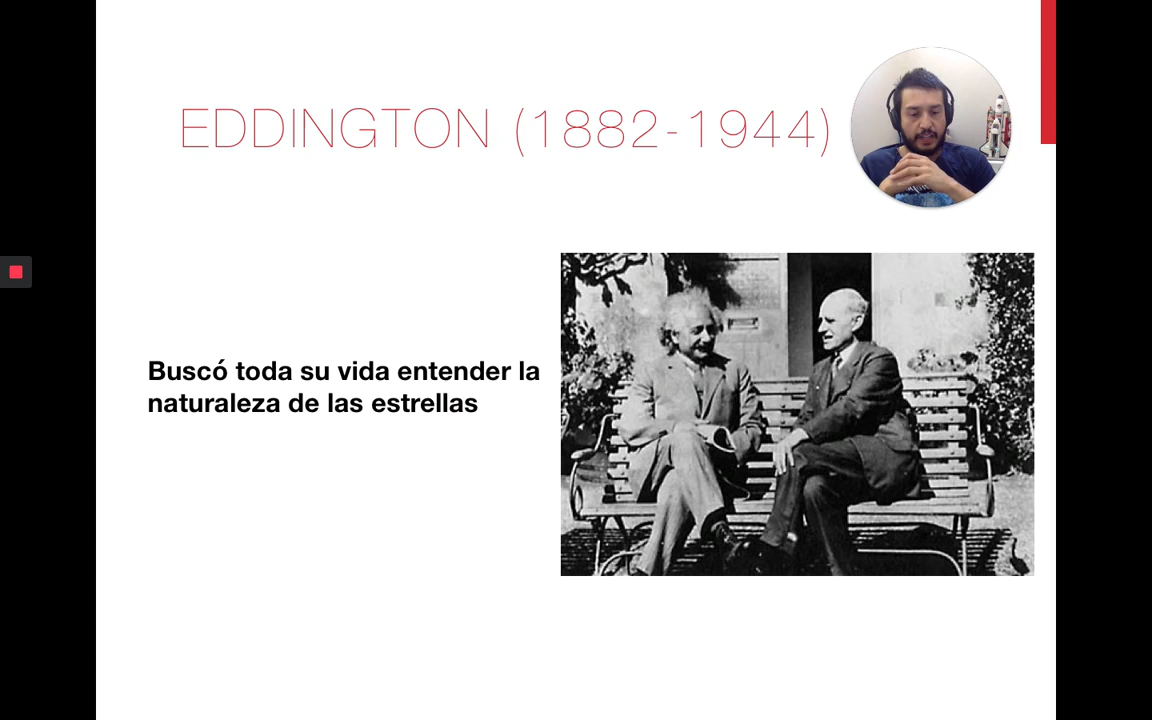 EDDINGTON (1882-1944)
Buscó toda su vida entender la
naturaleza de las estrellas